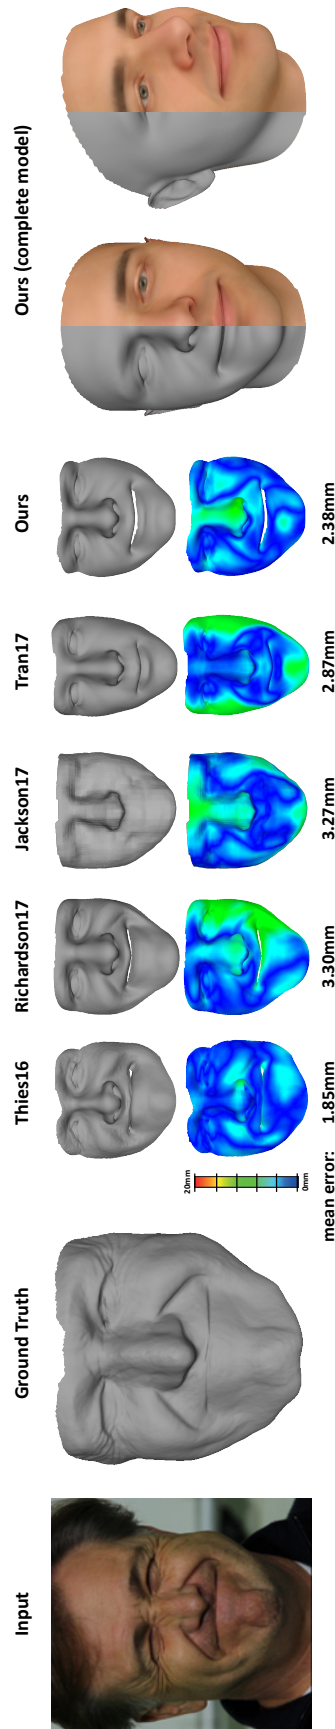 Input
Ground Truth
Thies16
Richardson17
Jackson17
Tran17
Ours
Ours (complete model)
20mm
0mm
mean error:
1.85mm
3.30mm
3.27mm
2.87mm
2.38mm